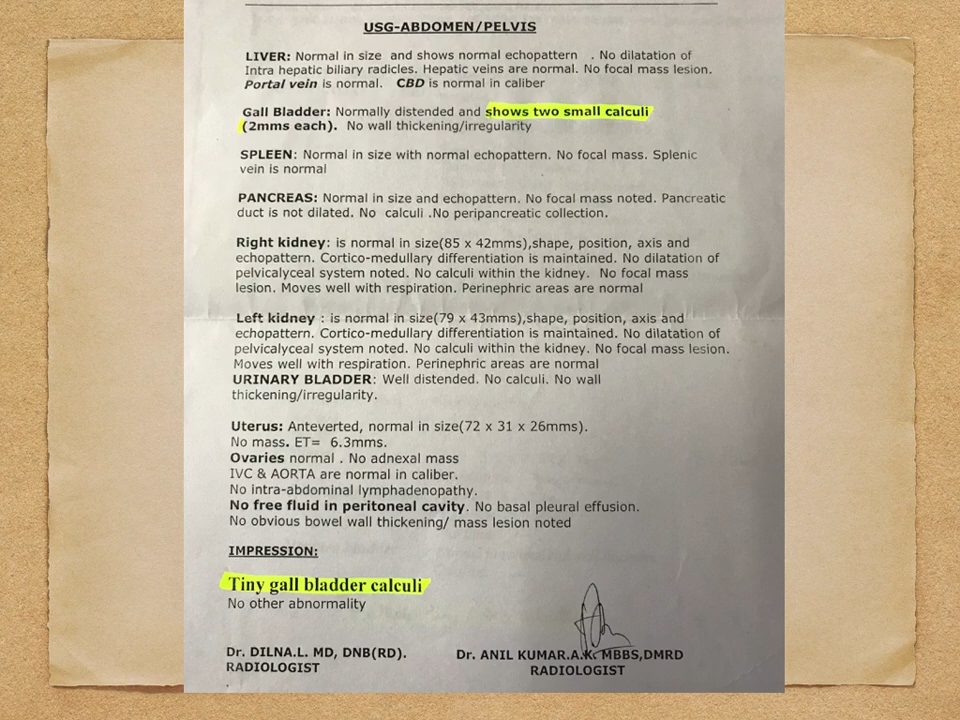 USG-ABDOMEN/PELVIS
LIVER: Normal in size and shows normal echopattern . No dilatation of
Intra hepatic biliary radicles. Hepatic veins are normal. No focal mass lesion.
Portal vein is normal. CBD is normal in caliber
Gall Bladder: Normally distended and shows two small calculi
(2mms each). No wall thickening/irregularity
SPLEEN: Normal in size with normal echopattern. No focal mass. Splenic
vein is normal
PANCREAS: Normal in size and echopattern. No focal mass noted. Pancreatic
duct is not dilated. No calculi .No peripancreatic collection.
Right kidney: is normal in size(85 x 42mms),shape, position, axis and
echopattern. Cortico-medullary differentiation is maintained. No dilatation of
pelvicalyceal system noted. No calculi within the kidney. No focal mass
lesion. Moves well with respiration. Perinephric areas are normal
Left kidney : is normal in size(79 x 43mms),shape, position, axis and
echopattern. Cortico-medullary differentiation is maintained. No dilatation of
pelvicalyceal system noted. No calculi within the kidney. No focal mass lesion.
Moves well with respiration. Perinephric areas are normal
URINARY BLADDER: Well distended. No calculi. No wall
thickening/irregularity.
Uterus: Anteverted, normal in size(72 x 31 x 26mms).
No mass. ET= 6.3mms.
Ovaries normal . No adnexal mass
IVC & AORTA are normal in caliber.
No intra-abdominal lymphadenopathy.
No free fluid in peritoneal cavity. No basal pleural effusion.
No obvious bowel wall thickening/ mass lesion noted
IMPRESSION:
Tiny gall bladder calculi
No other abnormality
Dr. DILNA.L. MD, DNB(RD). Dr. ANIL KUMAR.A.K. MBBS,DMRD
RADIOLOGIST RADIOLOGIST